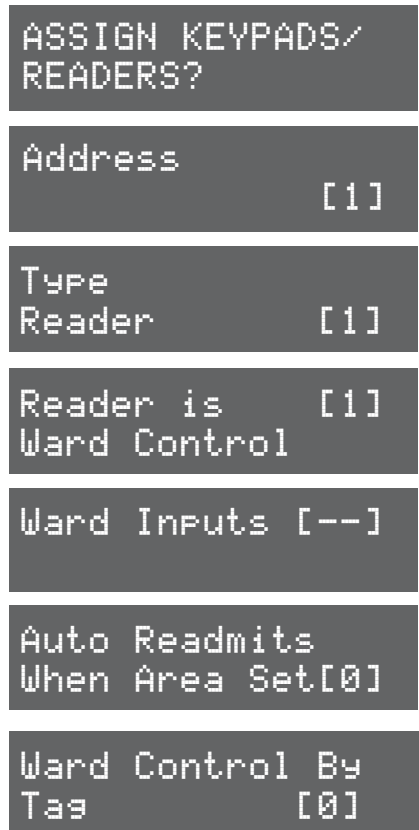 ASSIGN KEYPADS/
READERS?
Address
[1]
Type
Reader [1]
Reader is [1]
Ward Control
Ward Inputs [--]
Auto Readmits
When Area Set[0]
Ward Control By
Tag [0]